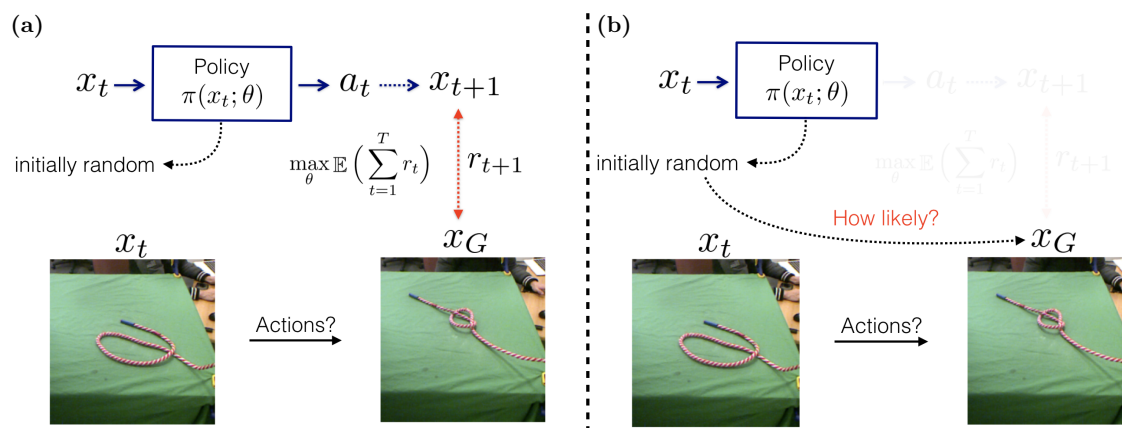 (a)
Policy
x_t π(x_t; θ) a_t x_{t+1}
initially random
max_θ 𝔼 ( ∑_{t=1}^{T} r_t ) r_{t+1}
x_t x_G
Actions?
(b)
Policy
x_t π(x_t; θ) a_t x_{t+1}
initially random
max_θ 𝔼 ( ∑_{t=1}^{T} r_t ) r_{t+1}
How likely?
x_t x_G
Actions?